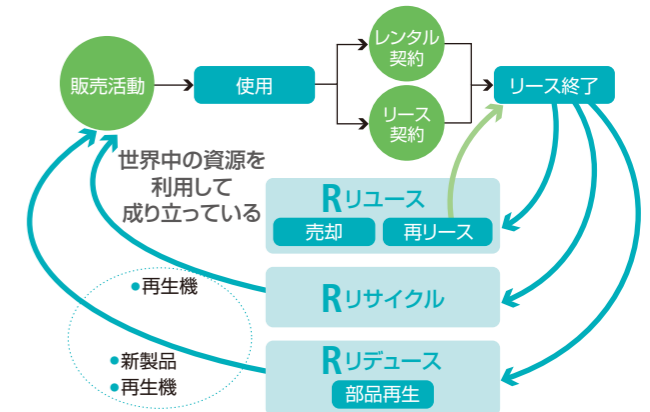 レンタル
契約
販売活動
使用
リース終了
リース
契約
世界中の資源を
利用して
成り立っている
Rリユース
売却
再リース
●再生機
Rリサイクル
●新製品
●再生機
Rリデュース
部品再生